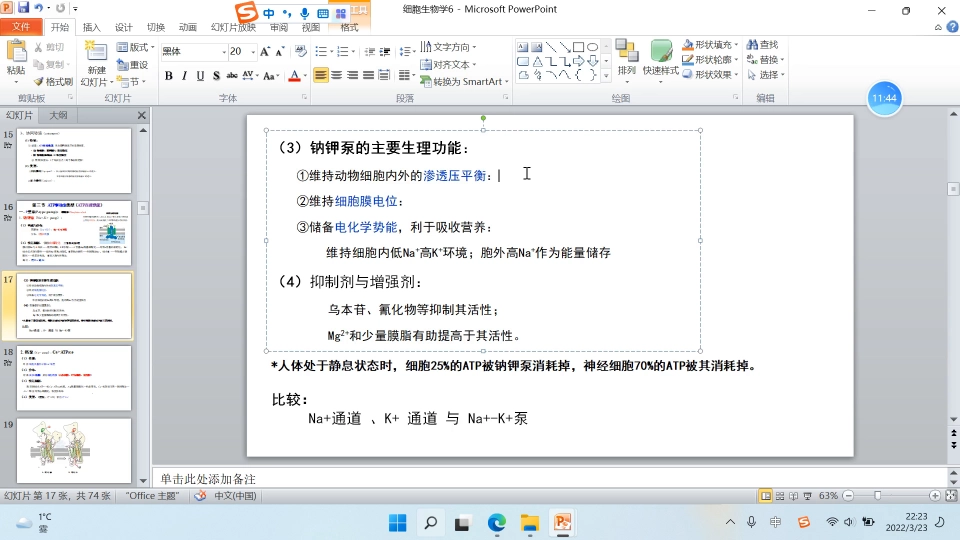 细胞生物学6 - Microsoft PowerPoint
文件 开始 插入 设计 切换 动画 幻灯片放映 审阅 视图 格式
粘贴 剪切 复制 格式刷 新建幻灯片 版式 重设 节
黑体 20
文字方向 对齐文本 转换为 SmartArt
排列 快速样式 形状填充 形状轮廓 形状效果
查找 替换 选择
剪贴板 幻灯片 字体 段落 绘图 编辑
幻灯片 大纲
11:44
15
16
17
18
19
（3）钠钾泵的主要生理功能：
①维持动物细胞内外的渗透压平衡：
②维持细胞膜电位：
③储备电化学势能，利于吸收营养：
维持细胞内低Na⁺高K⁺环境；胞外高Na⁺作为能量储存
（4）抑制剂与增强剂：
乌本苷、氰化物等抑制其活性；
Mg²⁺和少量膜脂有助提高于其活性。
*人体处于静息状态时，细胞25%的ATP被钠钾泵消耗掉，神经细胞70%的ATP被其消耗掉。
比较：
Na+通道 、K+ 通道 与 Na+-K+泵
单击此处添加备注
幻灯片 第 17 张，共 74 张 "Office 主题" 中文(中国) 63%
1°C
霾
中
22:23
2022/3/23